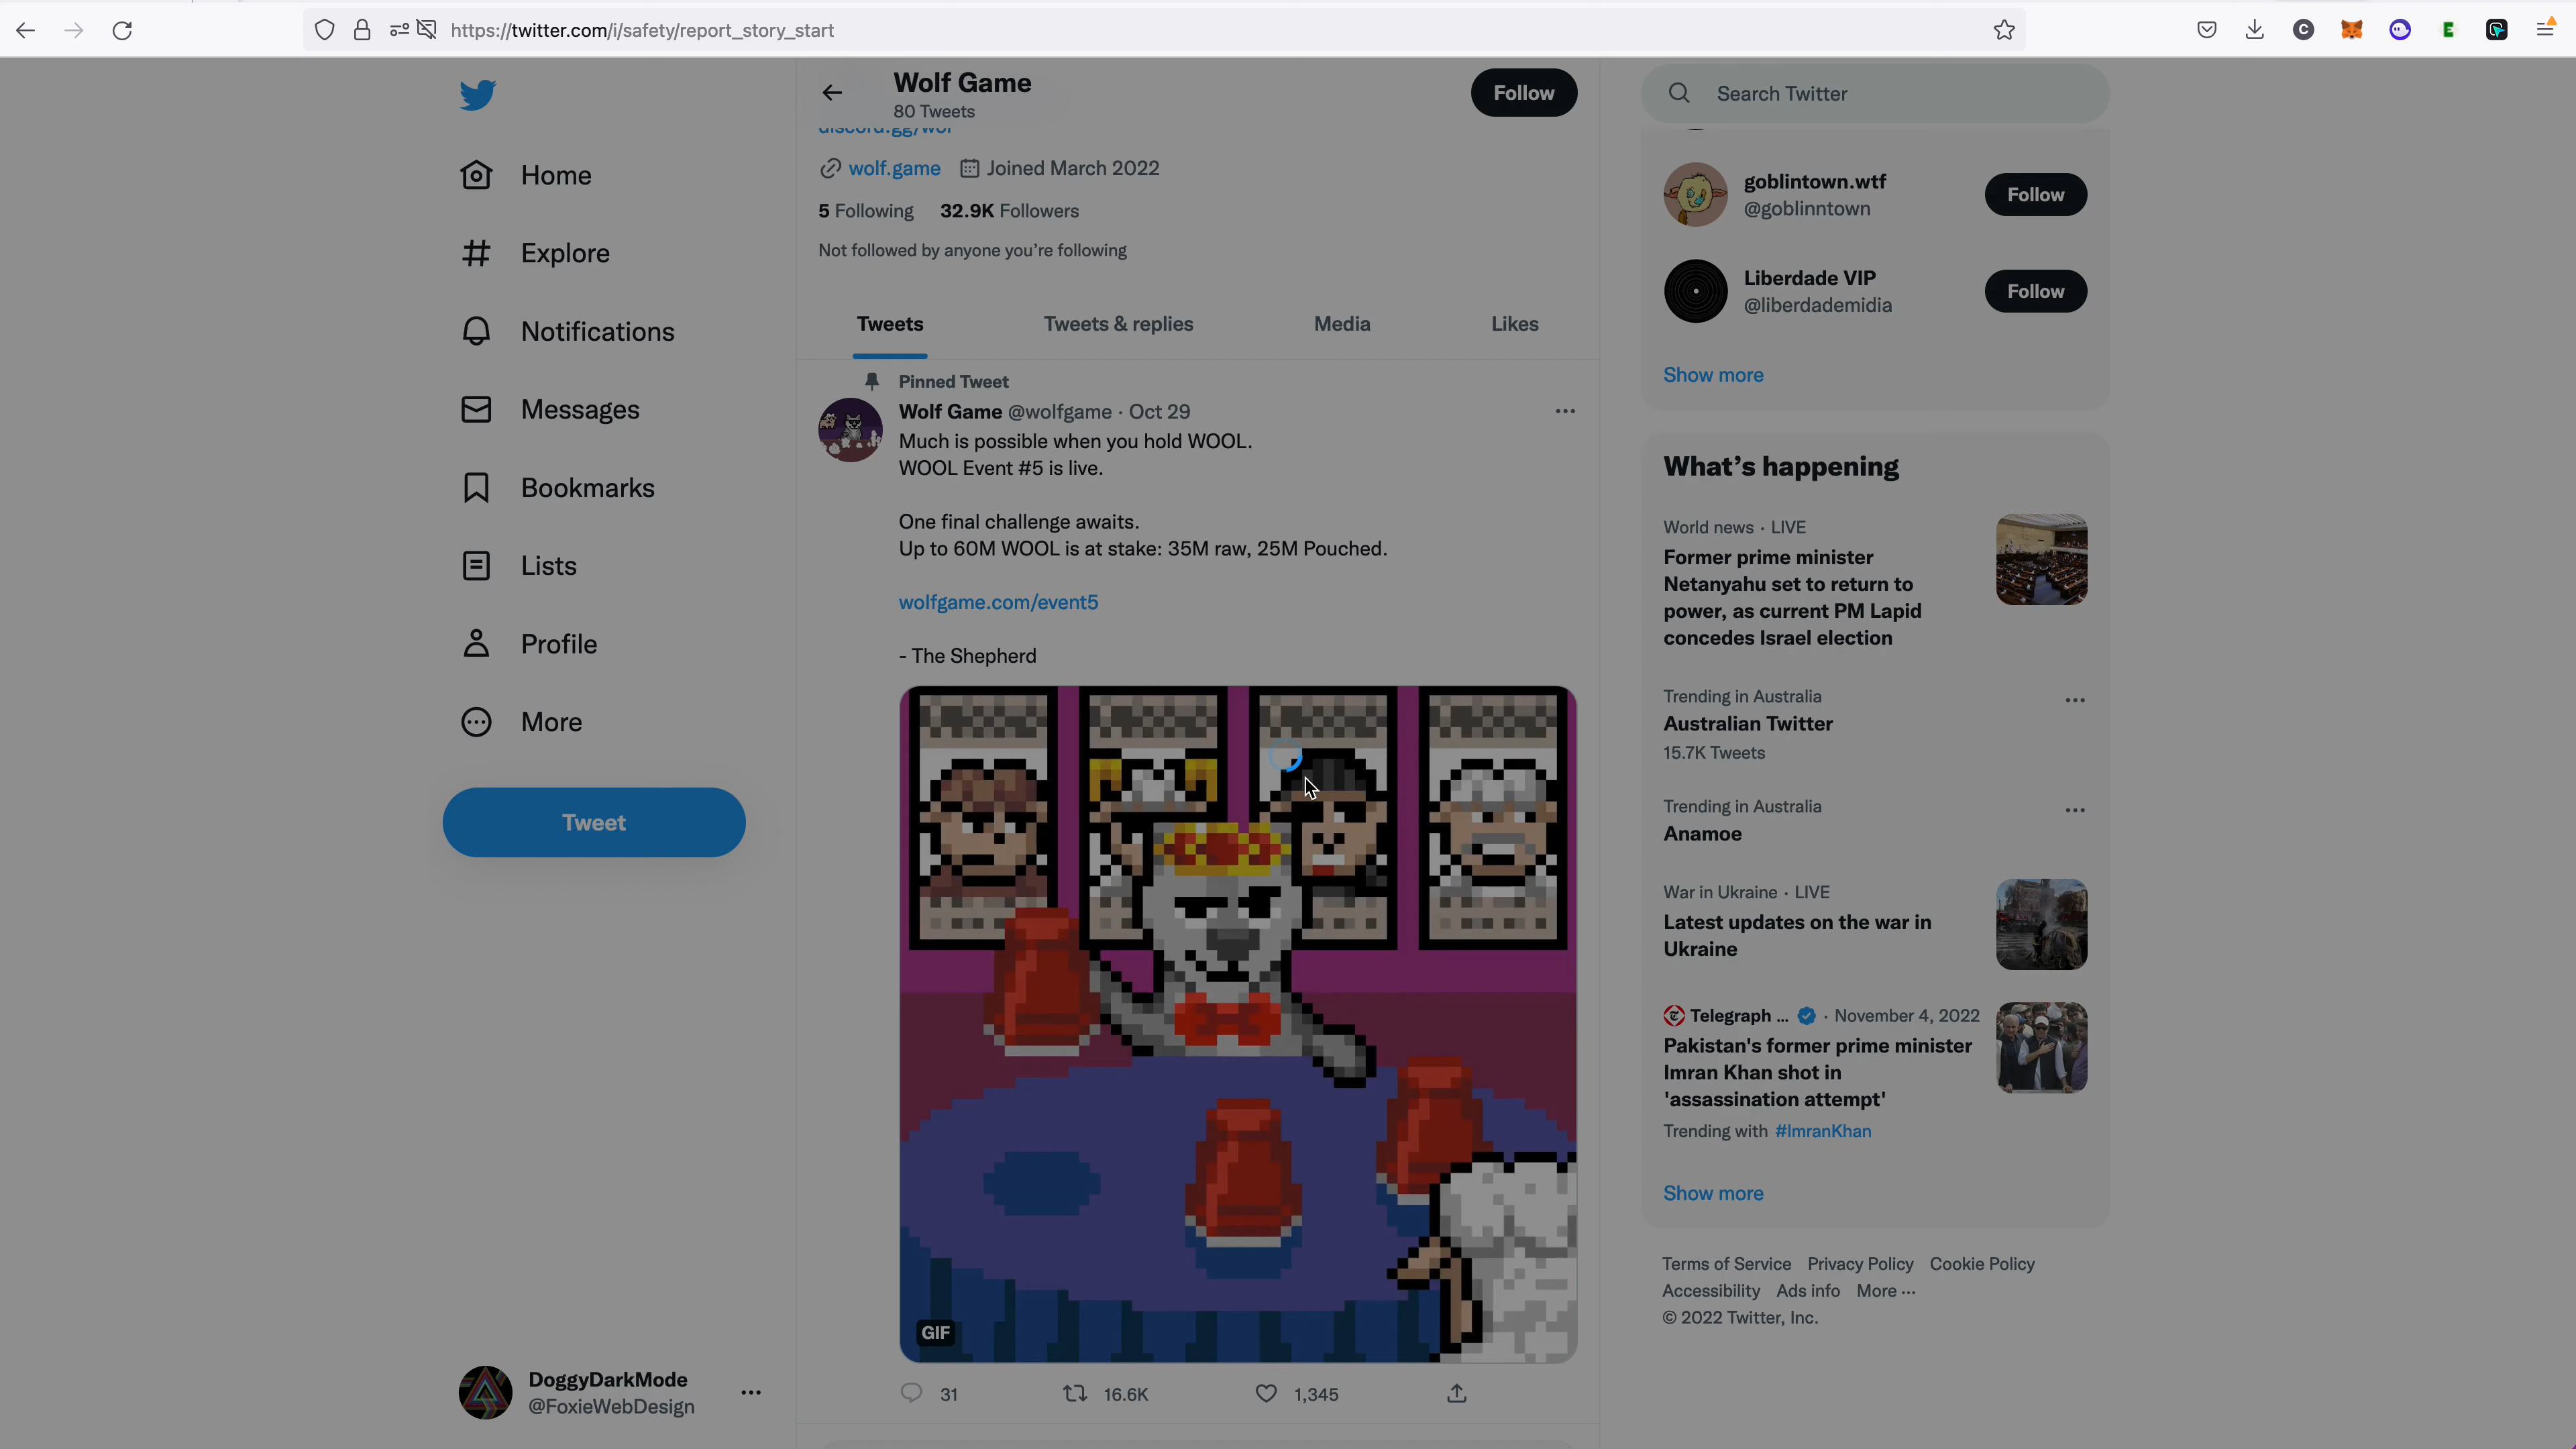 https://twitter.com/i/safety/report_story_start
Home
Explore
Notifications
Messages
Bookmarks
Lists
Profile
More
Tweet
DoggyDarkMode
@FoxieWebDesign
Wolf Game
80 Tweets
Follow
wolf.game Joined March 2022
5 Following 32.9K Followers
Not followed by anyone you're following
Tweets Tweets & replies Media Likes
Pinned Tweet
Wolf Game @wolfgame · Oct 29
Much is possible when you hold WOOL.
WOOL Event #5 is live.
One final challenge awaits.
Up to 60M WOOL is at stake: 35M raw, 25M Pouched.
wolfgame.com/event5
- The Shepherd
GIF
31 16.6K 1,345
Search Twitter
goblintown.wtf
@goblinntown
Follow
Liberdade VIP
@liberdademidia
Follow
Show more
What's happening
World news · LIVE
Former prime minister
Netanyahu set to return to
power, as current PM Lapid
concedes Israel election
Trending in Australia
Australian Twitter
15.7K Tweets
Trending in Australia
Anamoe
War in Ukraine · LIVE
Latest updates on the war in
Ukraine
Telegraph ... · November 4, 2022
Pakistan's former prime minister
Imran Khan shot in
'assassination attempt'
Trending with #ImranKhan
Show more
Terms of Service Privacy Policy Cookie Policy
Accessibility Ads info More ...
© 2022 Twitter, Inc.